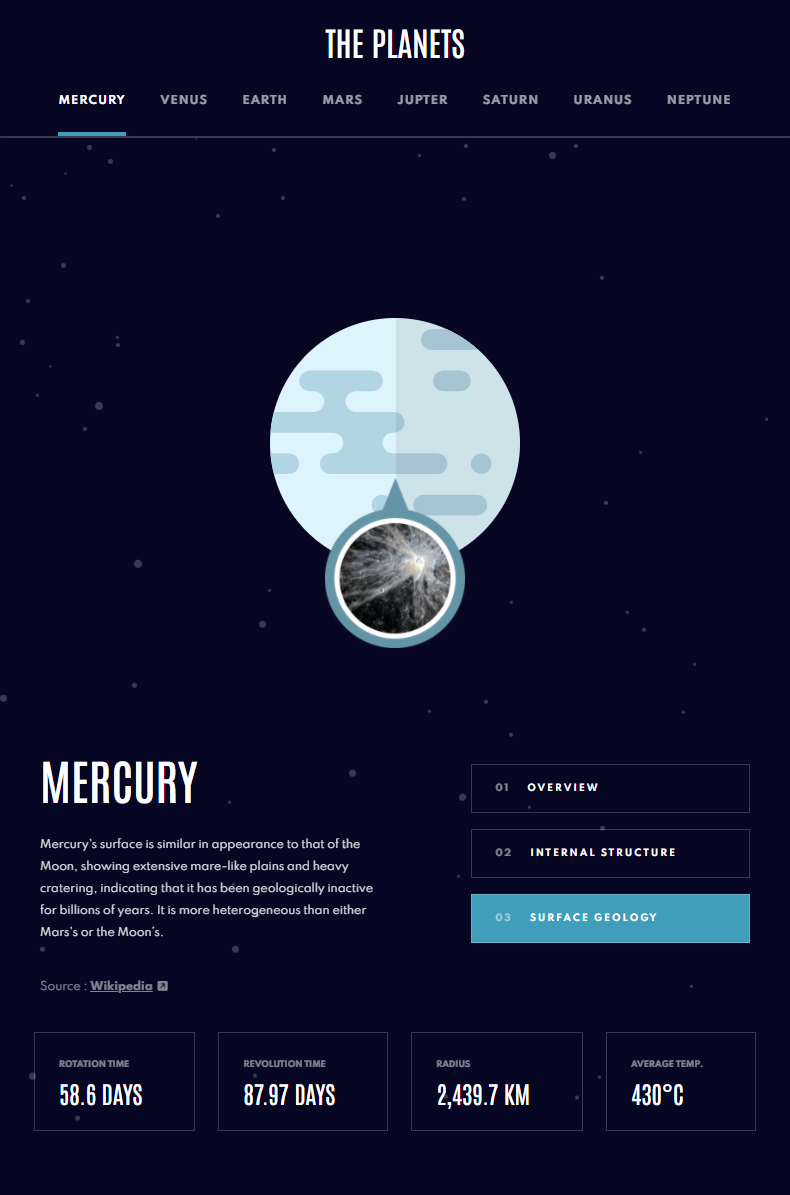 THE PLANETS
MERCURY VENUS EARTH MARS JUPTER SATURN URANUS NEPTUNE
MERCURY
Mercury's surface is similar in appearance to that of the
Moon, showing extensive mare-like plains and heavy
cratering, indicating that it has been geologically inactive
for billions of years. It is more heterogeneous than either
Mars's or the Moon's.
Source : Wikipedia
01 OVERVIEW
02 INTERNAL STRUCTURE
03 SURFACE GEOLOGY
ROTATION TIME
58.6 DAYS
REVOLUTION TIME
87.97 DAYS
RADIUS
2,439.7 KM
AVERAGE TEMP.
430°C